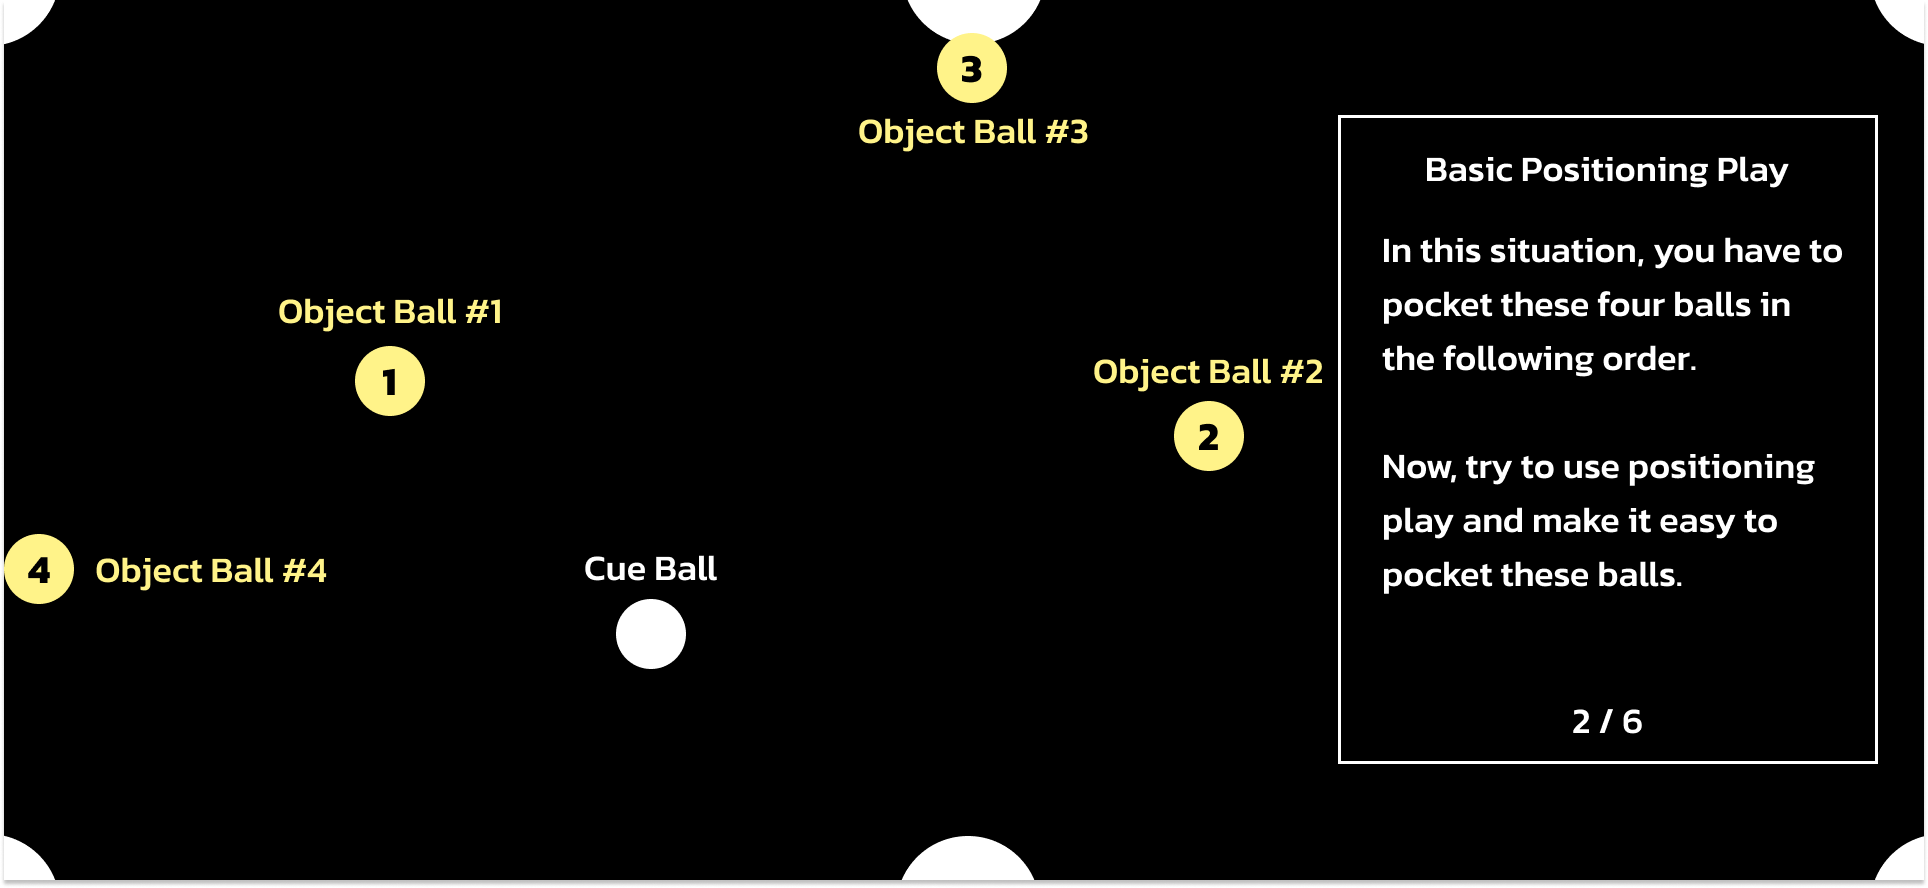 3
Object Ball #3
Basic Positioning Play
In this situation, you have to
pocket these four balls in
the following order.
Now, try to use positioning
play and make it easy to
pocket these balls.
2 / 6
Object Ball #1
1
Object Ball #2
2
4
Object Ball #4
Cue Ball